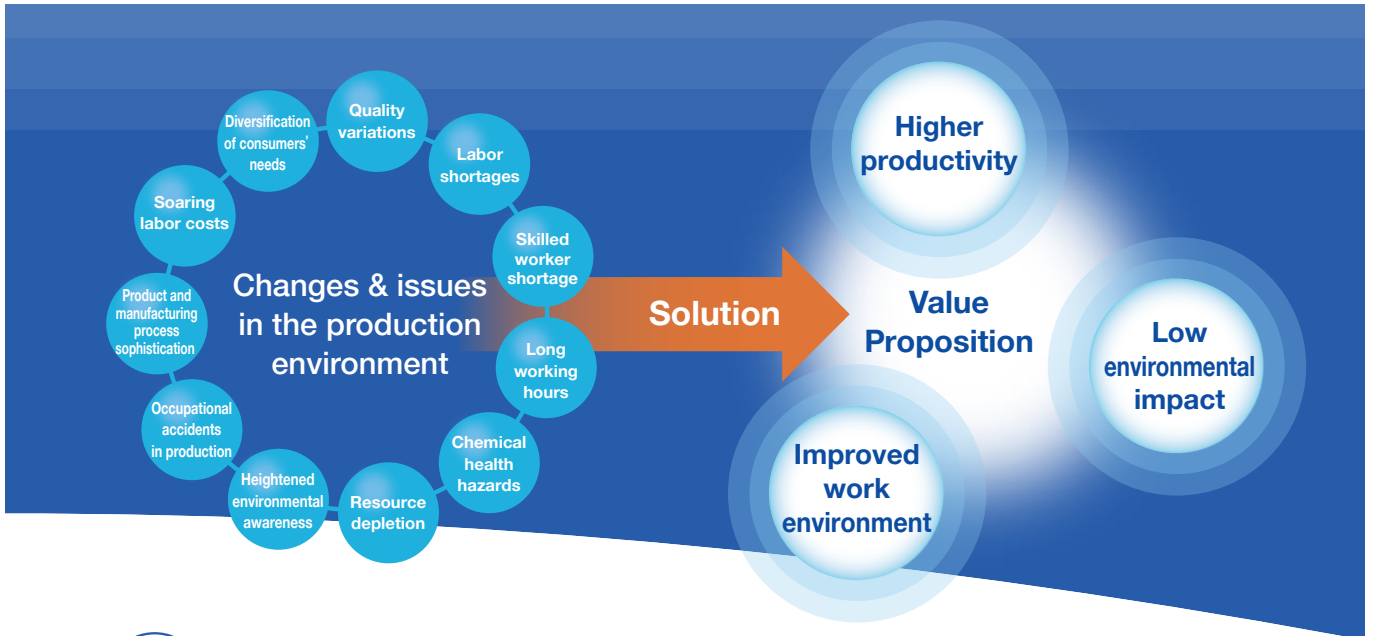 Quality
variations
Labor
shortages
Skilled
worker
shortage
Long
working
hours
Chemical
health
hazards
Resource
depletion
Heightened
environmental
awareness
Occupational
accidents
in production
Product and
manufacturing
process
sophistication
Soaring
labor costs
Diversification
of consumers'
needs
Changes & issues
in the production
environment
Solution
Value
Proposition
Higher
productivity
Low
environmental
impact
Improved
work
environment